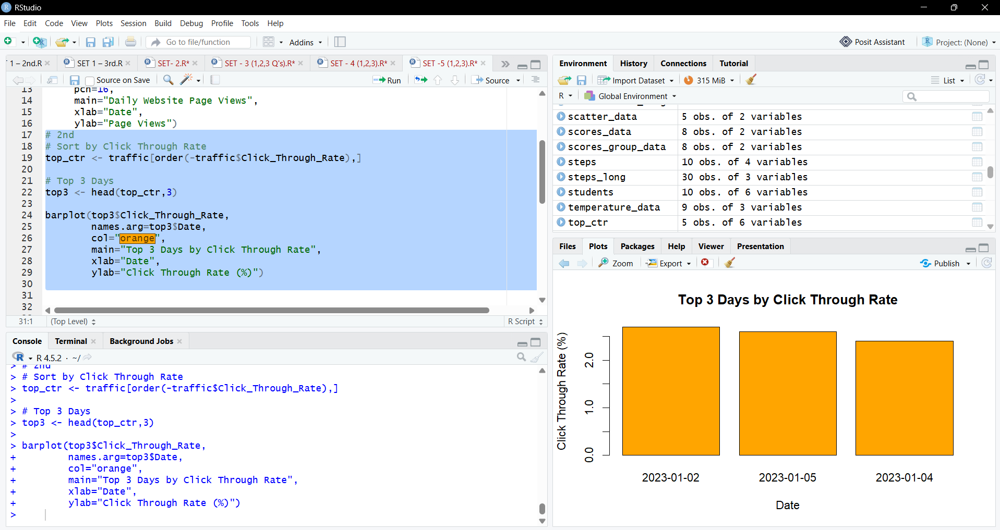 RStudio
File Edit Code View Plots Session Build Debug Profile Tools Help
Go to file/function Addins Posit Assistant Project: (None)
1 – 2nd.R SET 1 – 3rd.R SET- 2.R* SET - 3 (1,2,3 Q's).R* SET - 4 (1,2,3).R* SET -5 (1,2,3).R*
Source on Save Run Source
13 pch=16,
14 main="Daily Website Page Views",
15 xlab="Date",
16 ylab="Page Views")
17 # 2nd
18 # Sort by Click Through Rate
19 top_ctr <- traffic[order(-traffic$Click_Through_Rate),]
20
21 # Top 3 Days
22 top3 <- head(top_ctr,3)
23
24 barplot(top3$Click_Through_Rate,
25 names.arg=top3$Date,
26 col="orange",
27 main="Top 3 Days by Click Through Rate",
28 xlab="Date",
29 ylab="Click Through Rate (%)")
30
31
32
31:1 (Top Level) R Script
Console Terminal Background Jobs
R 4.5.2 · ~/
> # 2nd
> # Sort by Click Through Rate
> top_ctr <- traffic[order(-traffic$Click_Through_Rate),]
>
> # Top 3 Days
> top3 <- head(top_ctr,3)
>
> barplot(top3$Click_Through_Rate,
+ names.arg=top3$Date,
+ col="orange",
+ main="Top 3 Days by Click Through Rate",
+ xlab="Date",
+ ylab="Click Through Rate (%)")
>
Environment History Connections Tutorial
Import Dataset 315 MiB List
R Global Environment
scatter_data 5 obs. of 2 variables
scores_data 8 obs. of 2 variables
scores_group_data 8 obs. of 2 variables
steps 10 obs. of 4 variables
steps_long 30 obs. of 3 variables
students 10 obs. of 6 variables
temperature_data 9 obs. of 3 variables
top_ctr 5 obs. of 6 variables
Files Plots Packages Help Viewer Presentation
Zoom Export Publish
Top 3 Days by Click Through Rate
Click Through Rate (%)
2.0
1.0
0.0
2023-01-02 2023-01-05 2023-01-04
Date